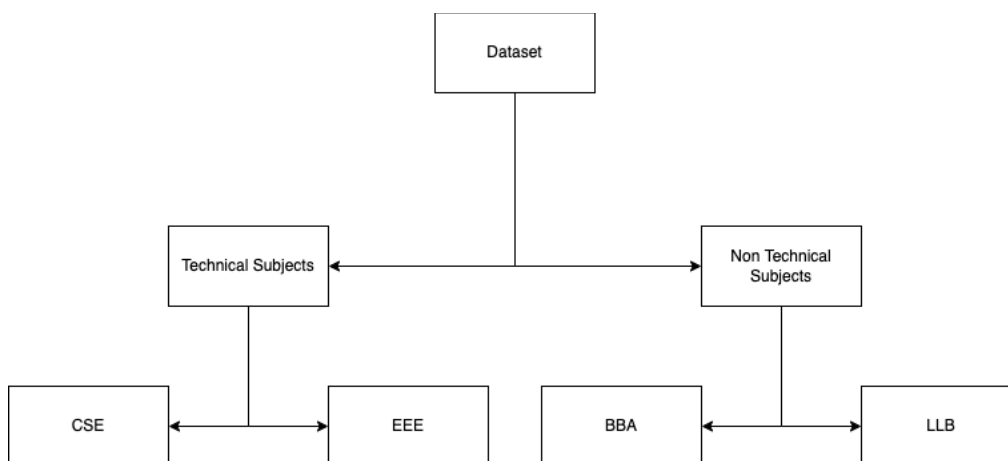 Dataset
Technical Subjects
Non Technical
Subjects
CSE
EEE
BBA
LLB